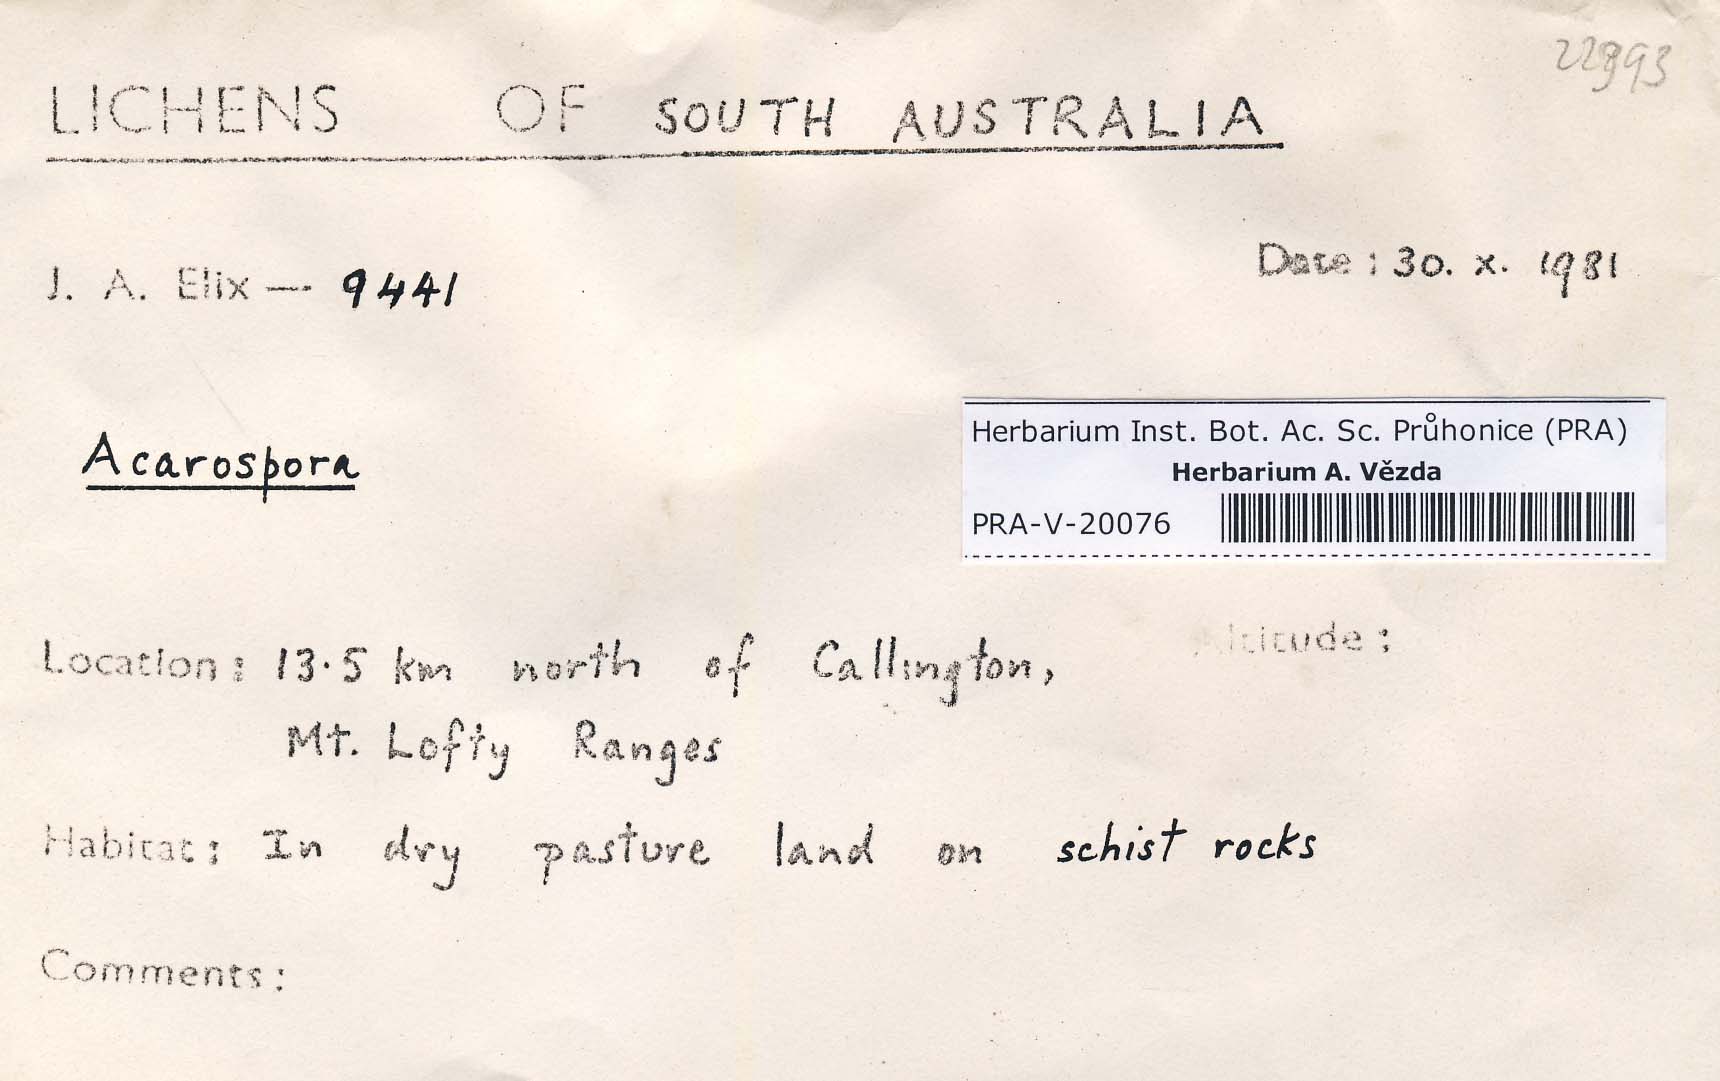 LICHENS OF SOUTH AUSTRALIA
J. A. Elix — 9441
Date : 30. x. 1981
Acarospora
Herbarium Inst. Bot. Ac. Sc. Průhonice (PRA)
Herbarium A. Vězda
PRA-V-20076
Location : 13·5 km north of Callington,
Altitude :
Mt. Lofty Ranges
Habitat : In dry pasture land on schist rocks
Comments :